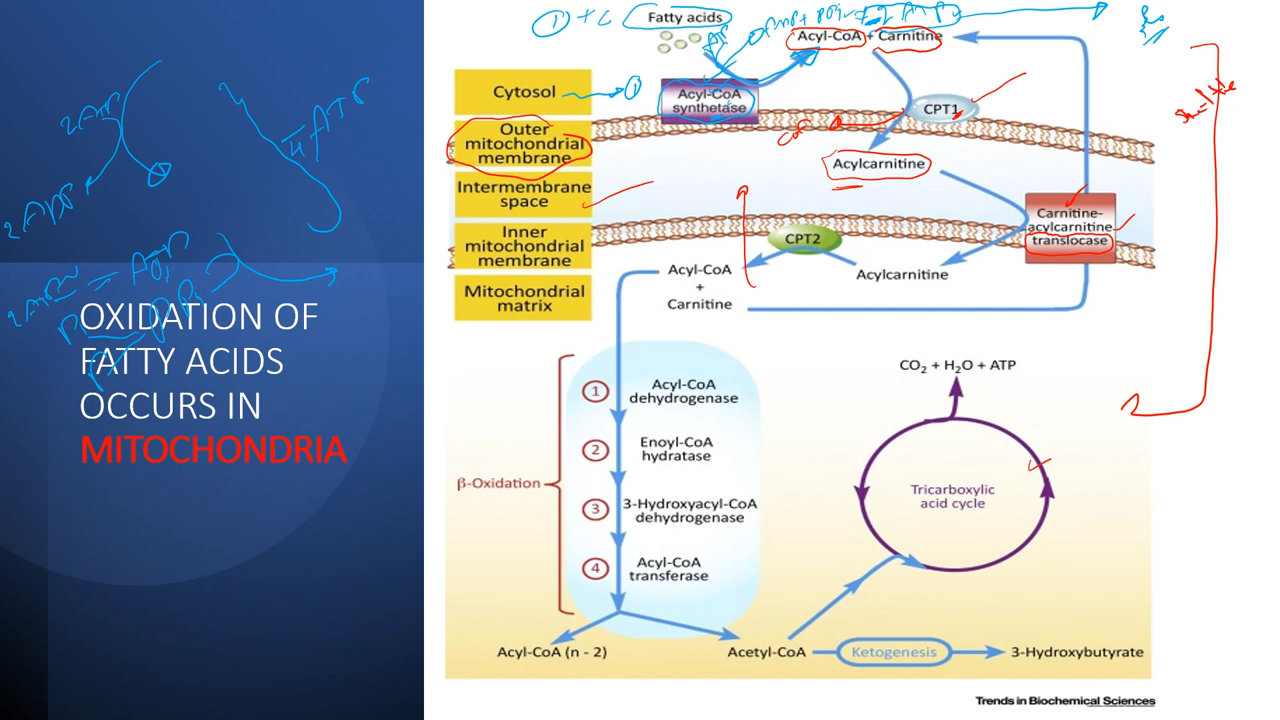 Fatty acids
Acyl-CoA + Carnitine
Cytosol
Acyl-CoA
synthetase
CPT1
Outer
mitochondrial
membrane
Acylcarnitine
Intermembrane
space
Carnitine-
acylcarnitine
translocase
Inner
mitochondrial
membrane
CPT2
Acyl-CoA
+
Carnitine
Acylcarnitine
Mitochondrial
matrix
2ATP
2ADP
OXIDATION OF
FATTY ACIDS
OCCURS IN
MITOCHONDRIA
β-Oxidation
1 Acyl-CoA
dehydrogenase
2 Enoyl-CoA
hydratase
3 3-Hydroxyacyl-CoA
dehydrogenase
4 Acyl-CoA
transferase
Acyl-CoA (n - 2)
Acetyl-CoA
Ketogenesis
3-Hydroxybutyrate
CO₂ + H₂O + ATP
Tricarboxylic
acid cycle
Trends in Biochemical Sciences